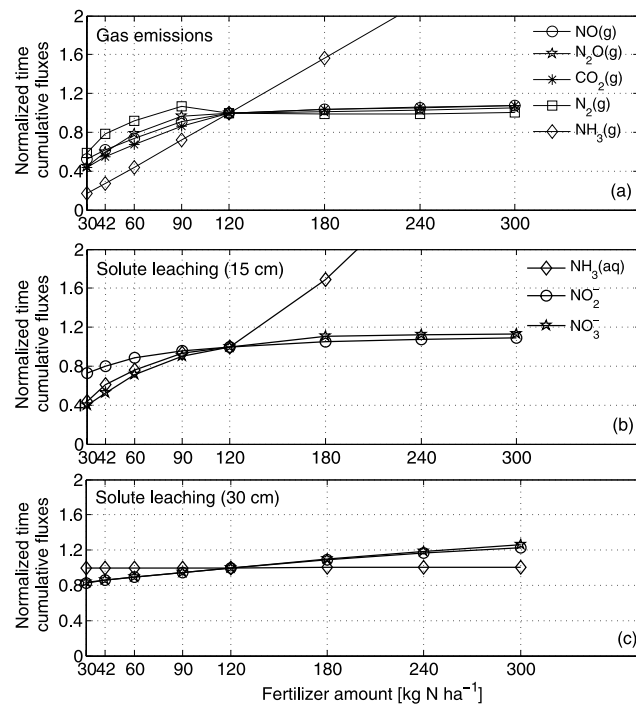 Gas emissions
NO(g)
N₂O(g)
CO₂(g)
N₂(g)
NH₃(g)
Normalized time
cumulative fluxes
2
1.6
1.2
0.8
0.4
0
30 42 60 90 120 180 240 300
(a)
Solute leaching (15 cm)
NH₃(aq)
NO₂⁻
NO₃⁻
Normalized time
cumulative fluxes
2
1.6
1.2
0.8
0.4
0
30 42 60 90 120 180 240 300
(b)
Solute leaching (30 cm)
Normalized time
cumulative fluxes
2
1.6
1.2
0.8
0.4
0
30 42 60 90 120 180 240 300
(c)
Fertilizer amount [kg N ha⁻¹]